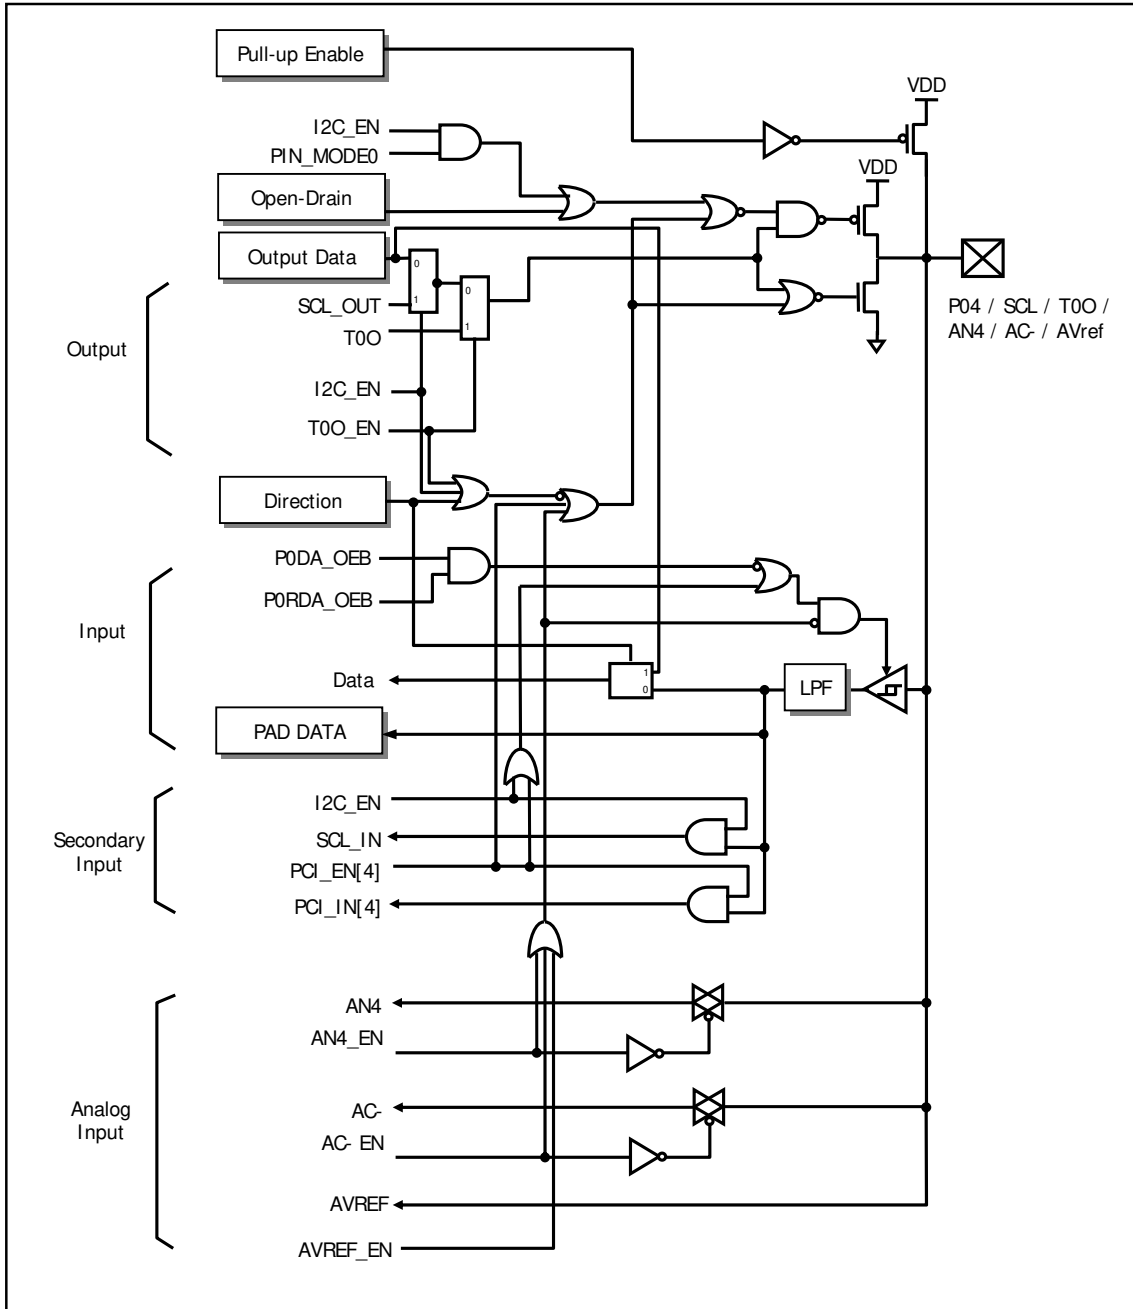 Pull-up Enable
VDD
I2C_EN
PIN_MODE0
VDD
Open-Drain
Output Data
0
1
0
1
SCL_OUT
T0O
P04 / SCL / T0O /
AN4 / AC- / AVref
Output
I2C_EN
T0O_EN
Direction
P0DA_OEB
P0RDA_OEB
Input
Data
1
0
LPF
PAD DATA
I2C_EN
Secondary
Input
SCL_IN
PCI_EN[4]
PCI_IN[4]
AN4
AN4_EN
Analog
Input
AC-
AC- EN
AVREF
AVREF_EN